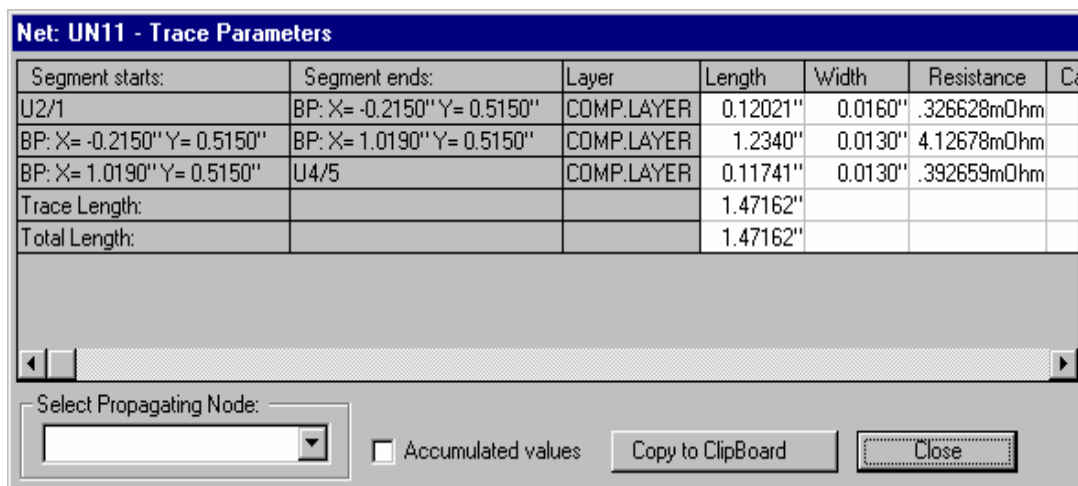 Net: UN11 - Trace Parameters
Segment starts: Segment ends: Layer Length Width Resistance Ca
U2/1 BP: X= -0.2150" Y= 0.5150" COMP.LAYER 0.12021" 0.0160" .326628mOhm
BP: X= -0.2150" Y= 0.5150" BP: X= 1.0190" Y= 0.5150" COMP.LAYER 1.2340" 0.0130" 4.12678mOhm
BP: X= 1.0190" Y= 0.5150" U4/5 COMP.LAYER 0.11741" 0.0130" .392659mOhm
Trace Length: 1.47162"
Total Length: 1.47162"
Select Propagating Node:
Accumulated values Copy to ClipBoard Close